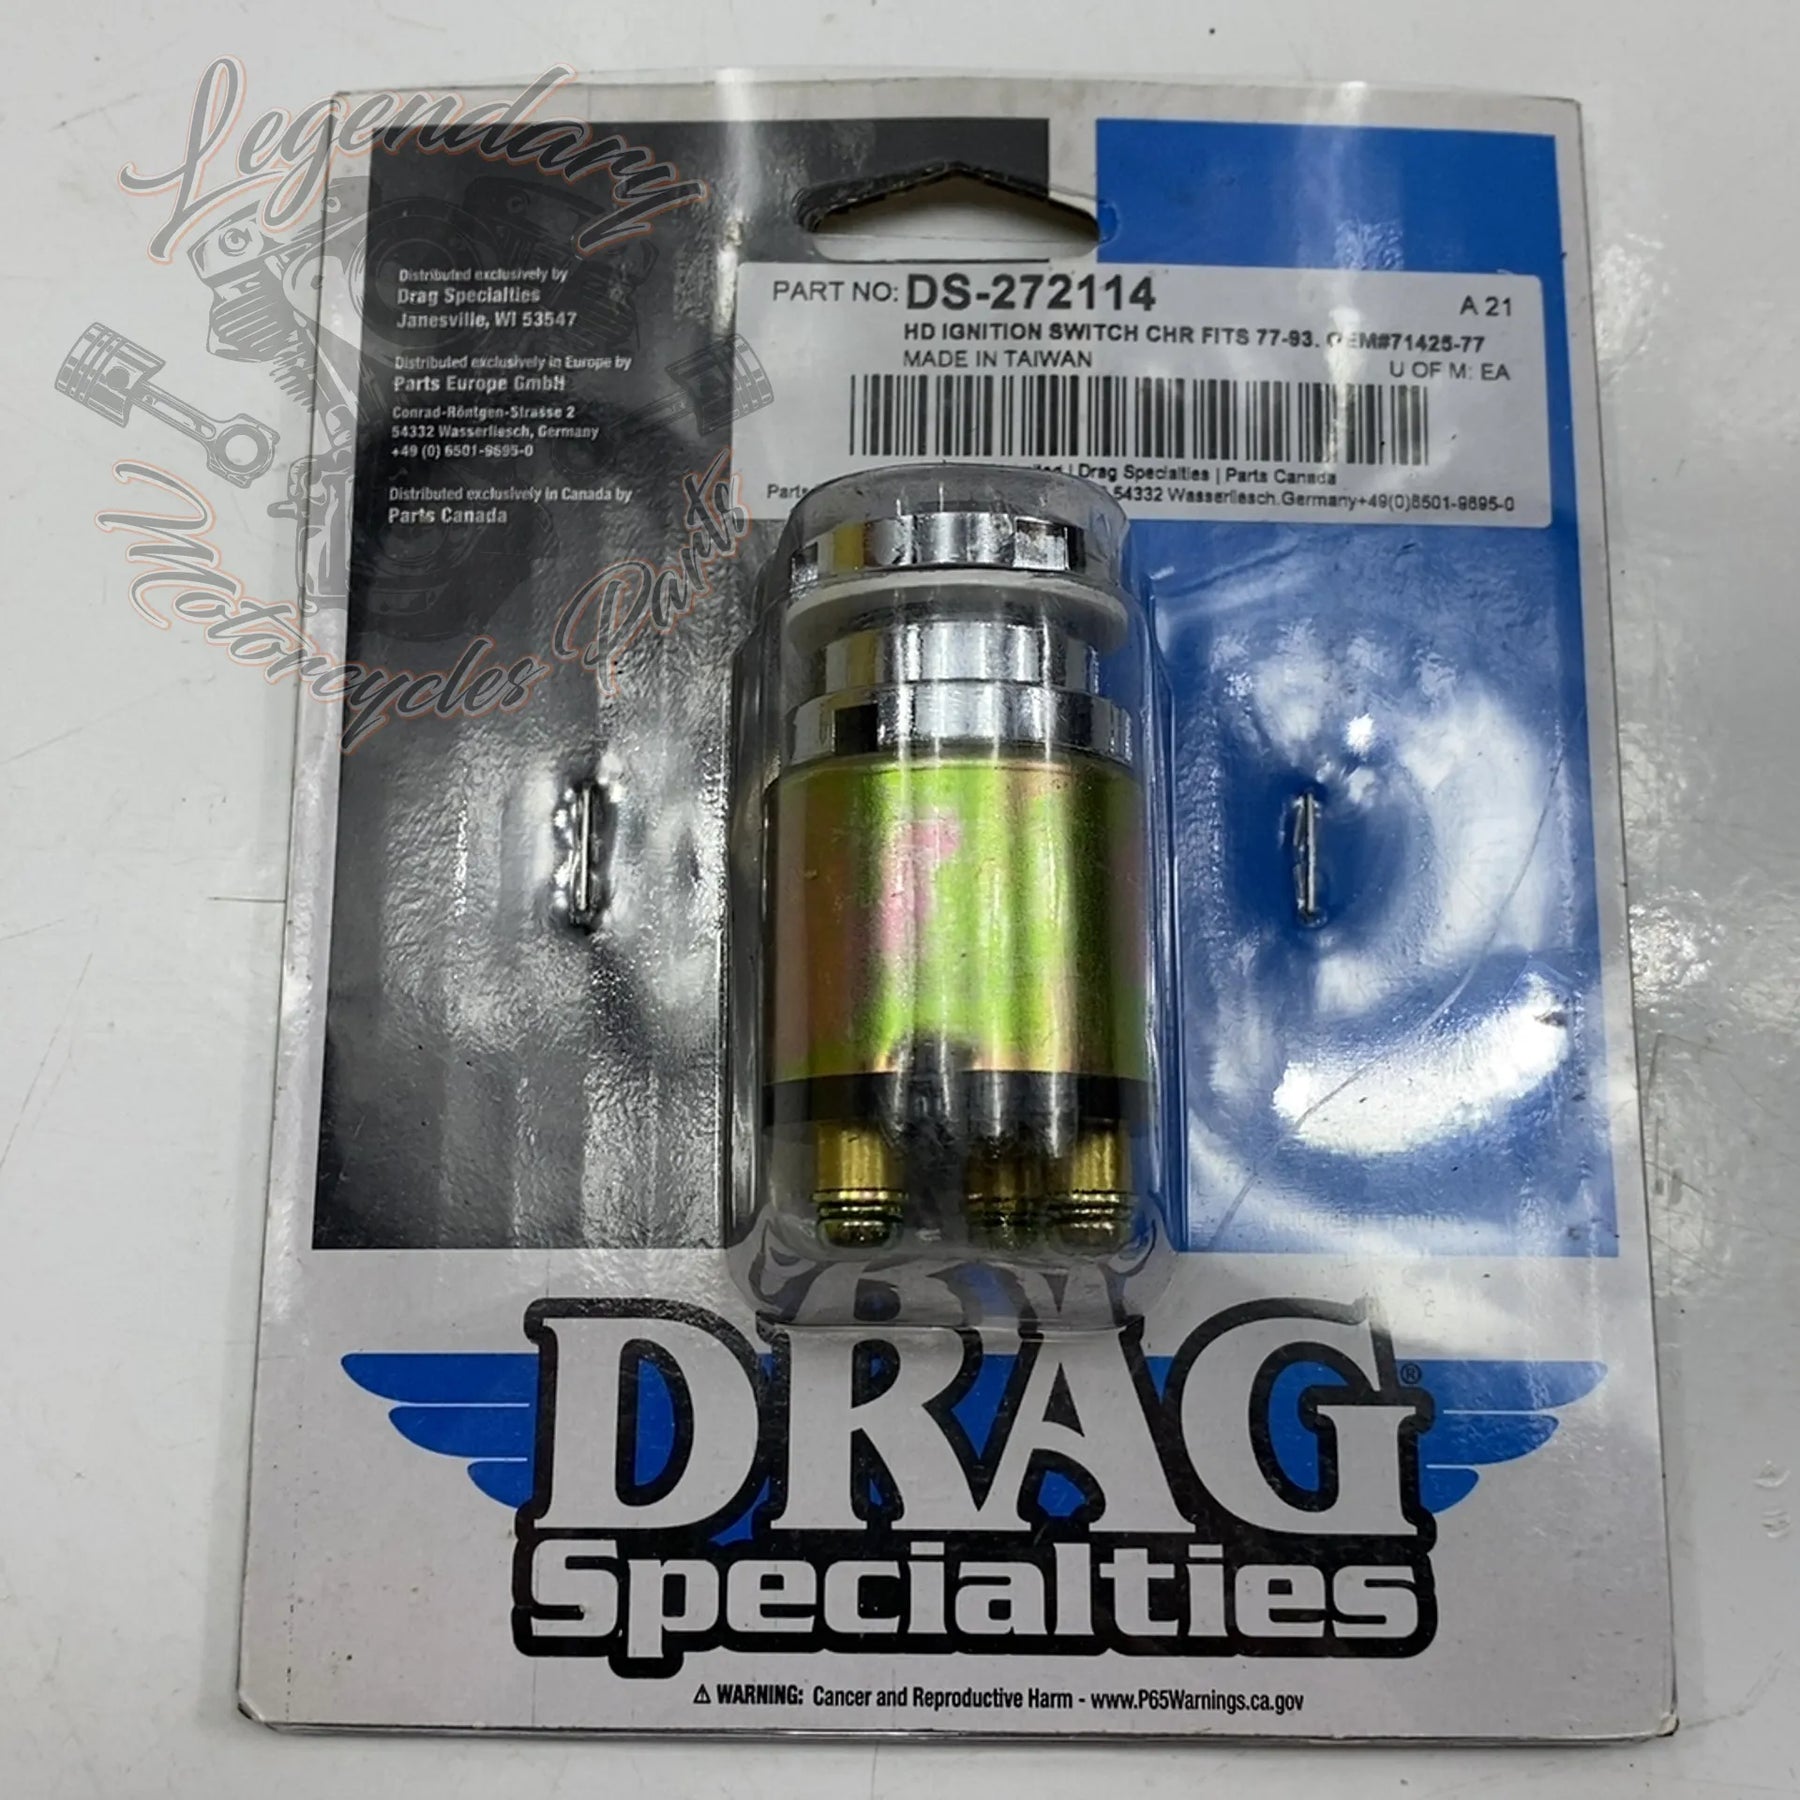 Legendary
Motorcycles Parts
Distributed exclusively by
Drag Specialties
Janesville, WI 53547
Distributed exclusively in Europe by
Parts Europe GmbH
Conrad-Röntgen-Strasse 2
54332 Wasserliesch, Germany
+49 (0) 6501-9695-0
Distributed exclusively in Canada by
Parts Canada
PART NO: DS-272114
A 21
HD IGNITION SWITCH CHR FITS 77-93. OEM#71425-77
MADE IN TAIWAN
U OF M: EA
| Drag Specialties | Parts Canada
Parts 54332 Wasserliesch.Germany+49(0)6501-9695-0
DRAG®
Specialties
⚠ WARNING: Cancer and Reproductive Harm - www.P65Warnings.ca.gov